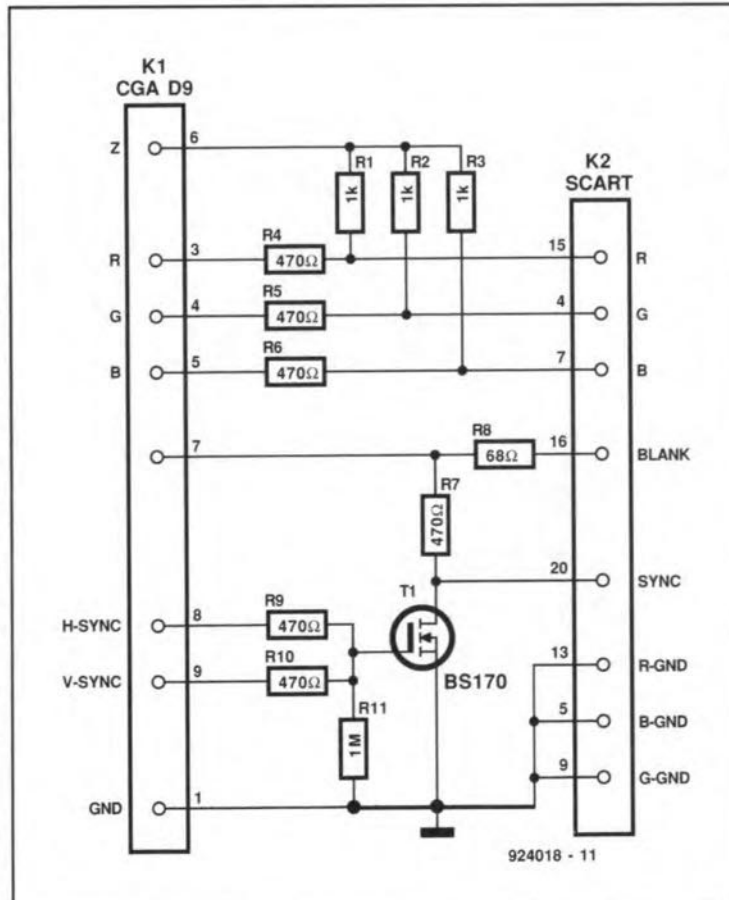 K1
CGA D9
K2
SCART
Z
6
R1
1k
R2
1k
R3
1k
R
3
R4
470Ω
15
R
G
4
R5
470Ω
4
G
B
5
R6
470Ω
7
B
7
R8
68Ω
16
BLANK
R7
470Ω
T1
20
SYNC
H-SYNC
8
R9
470Ω
BS170
13
R-GND
V-SYNC
9
R10
470Ω
R11
1M
5
B-GND
9
G-GND
GND
1
924018 - 11